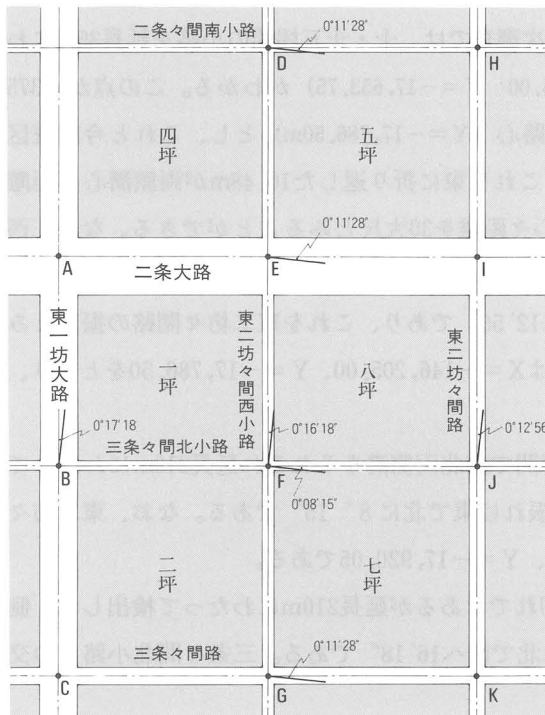 二条々間南小路
0°11′28″
D
H
四坪
五坪
0°11′28″
A
E
I
二条大路
東一坊大路
坪
東二坊々間西小路
八坪
東二坊々間路
0°17′18
0°16′18″
0°12′56
三条々間北小路
B
F
J
0°08′15″
二坪
七坪
三条々間路
0°11′28″
C
G
K